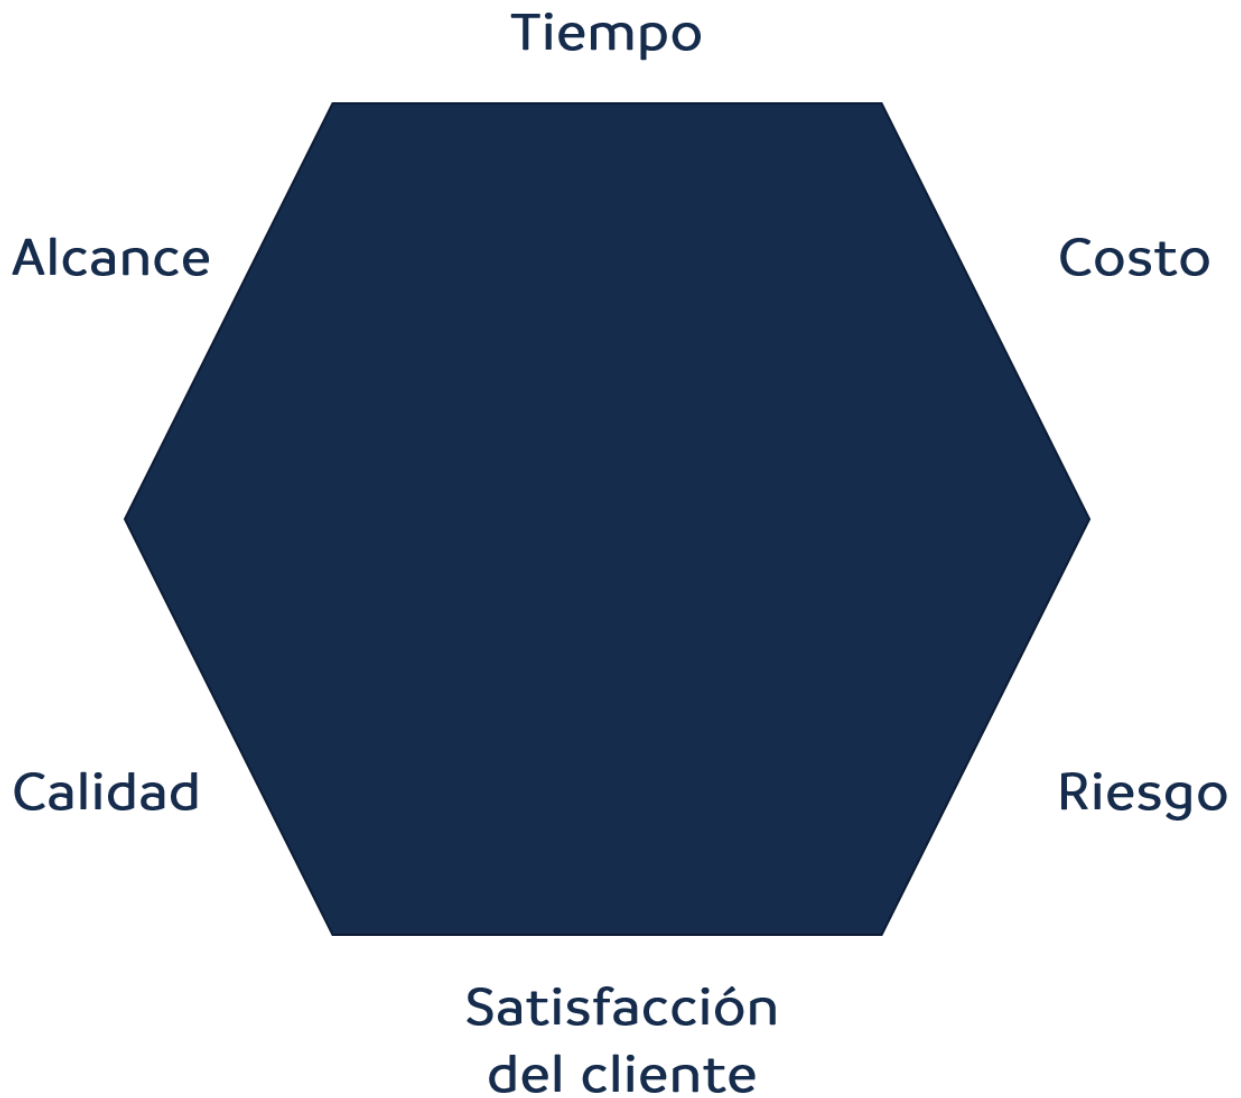 Tiempo
Alcance
Costo
Calidad
Riesgo
Satisfacción
del cliente